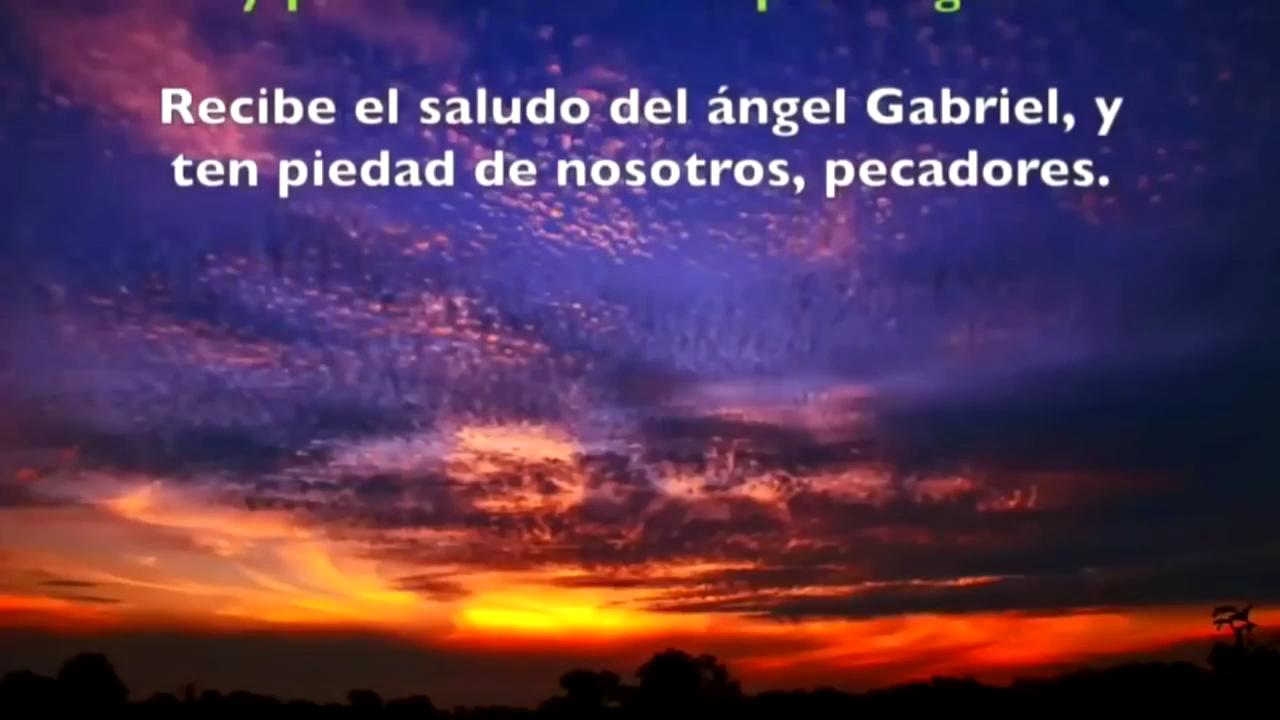 Recibe el saludo del ángel Gabriel, y
ten piedad de nosotros, pecadores.